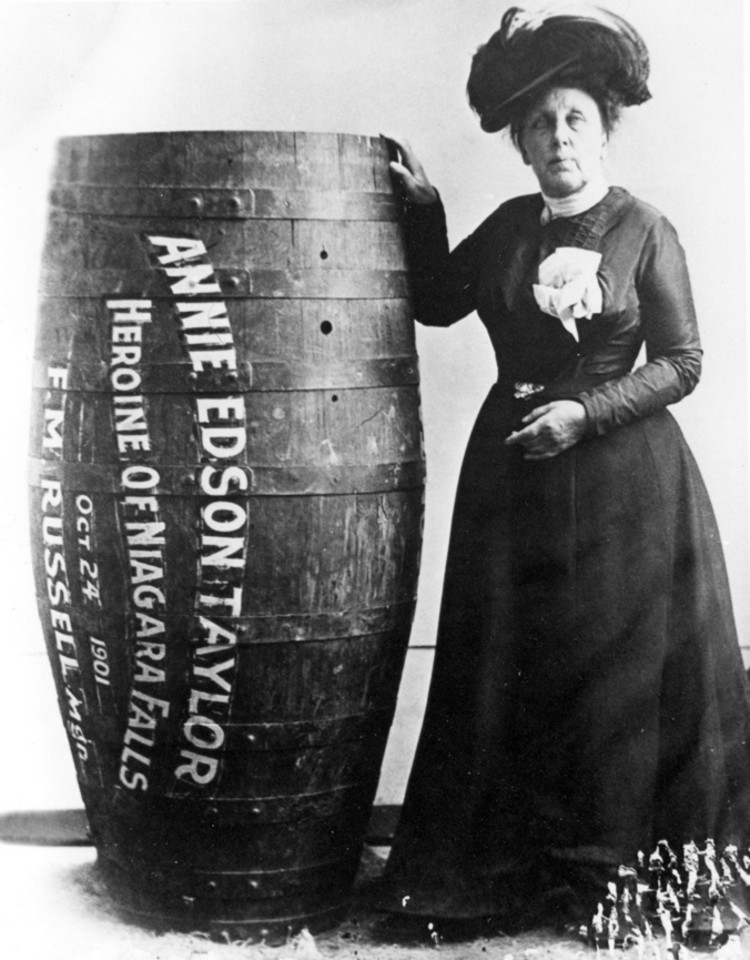 ANNIE EDSON TAYLOR
HEROINE OF NIAGARA FALLS
OCT 24 1901
F. M. RUSSELL, Mgr.